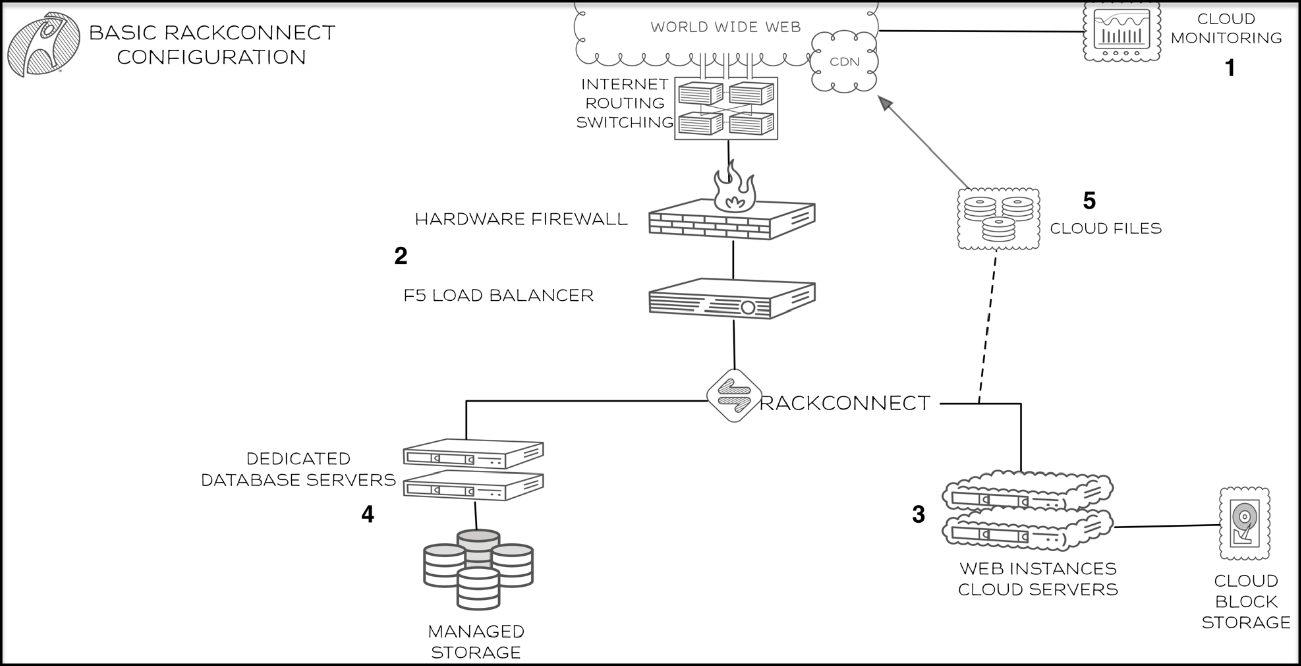 BASIC RACKCONNECT
CONFIGURATION
WORLD WIDE WEB
CDN
CLOUD
MONITORING
1
INTERNET
ROUTING
SWITCHING
HARDWARE FIREWALL
2
F5 LOAD BALANCER
5
CLOUD FILES
RACKCONNECT
DEDICATED
DATABASE SERVERS
4
MANAGED
STORAGE
3
WEB INSTANCES
CLOUD SERVERS
CLOUD
BLOCK
STORAGE